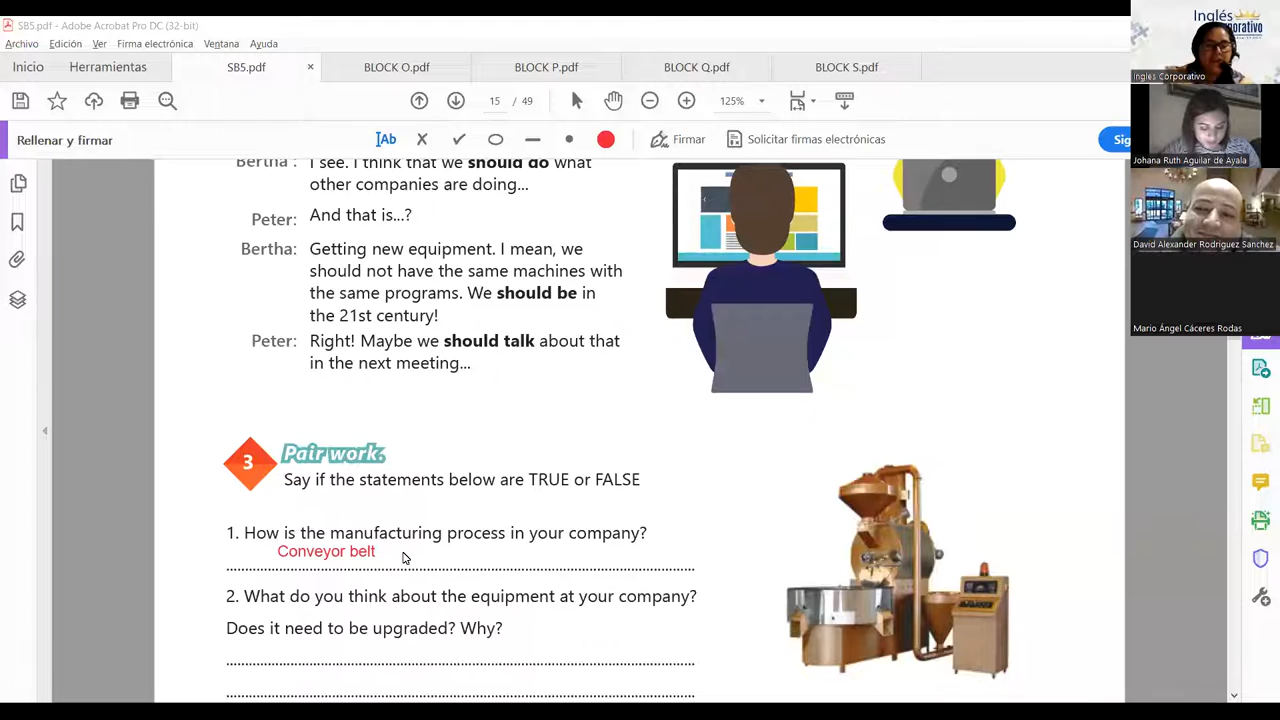 SB5.pdf - Adobe Acrobat Pro DC (32-bit)
Archivo Edición Ver Firma electrónica Ventana Ayuda
Inicio Herramientas SB5.pdf × BLOCK O.pdf BLOCK P.pdf BLOCK Q.pdf BLOCK S.pdf
15 / 49 125%
Rellenar y firmar Ab Firmar Solicitar firmas electrónicas Sig
Inglés
Ingles Corporativo
Johana Ruth Aguilar de Ayala
David Alexander Rodriguez Sanchez
Mario Ángel Cáceres Rodas
Bertha : I see. I think that we should do what
other companies are doing...
Peter: And that is...?
Bertha: Getting new equipment. I mean, we
should not have the same machines with
the same programs. We should be in
the 21st century!
Peter: Right! Maybe we should talk about that
in the next meeting...
3 Pair work.
Say if the statements below are TRUE or FALSE
1. How is the manufacturing process in your company?
Conveyor belt
2. What do you think about the equipment at your company?
Does it need to be upgraded? Why?